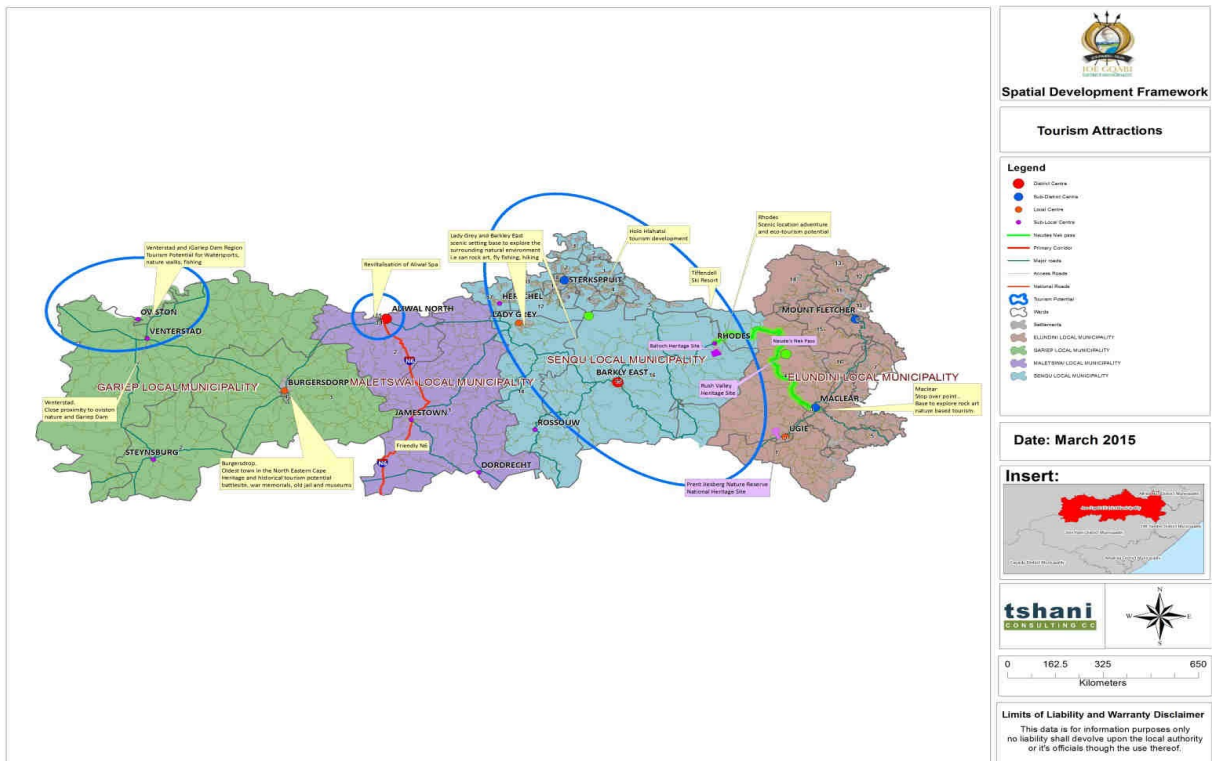 JOE GQABI
Spatial Development Framework
Tourism Attractions
Legend
District Centre
Sub-District Centre
Local Centre
Sub-Local Centre
Naudes Nek pass
Primary Corridor
Major roads
Access Roads
National Roads
Tourism Potential
Wards
Settlements
ELUNDINI LOCAL MUNICIPALITY
GARIEP LOCAL MUNICIPALITY
MALETSWAI LOCAL MUNICIPALITY
SENQU LOCAL MUNICIPALITY
Date: March 2015
Insert:
Joe Gqabi District Municipality
tshani
CONSULTING CC
N
W
E
S
0 162.5 325 650
Kilometers
Limits of Liability and Warranty Disclaimer
This data is for information purposes only
no liability shall devolve upon the local authority
or it's officials though the use thereof.
Venterstad and iGariep Dam Region
Tourism Potential for Watersports,
nature walks, fishing
Revitalisation of Aliwal Spa
Lady Grey and Barkley East
scenic setting base to explore the
surrounding natural environment
i.e san rock art, fly fishing, hiking
Holo Hlahatsi
tourism development
Tiffendell
Ski Resort
Rhodes
Scenic location adventure
and eco-tourism potential
OVISTON
VENTERSTAD
ALIWAL NORTH
HERSCHEL
LADY GREY
STERKSPRUIT
MOUNT FLETCHER
RHODES
Balloch Heritage Site
Naude's Nek Pass
SENQU LOCAL MUNICIPALITY
BARKLY EAST
ELUNDINI LOCAL MUNICIPALITY
GARIEP LOCAL MUNICIPALITY
BURGERSDORP
MALETSWAI LOCAL MUNICIPALITY
N6
Rush Valley
Heritage Site
MACLEAR
Maclear
Stop over point .
Base to explore rock art
nature based tourism
Venterstad.
Close proximity to oviston
nature and Gariep Dam
JAMESTOWN
ROSSOUW
UGIE
STEYNSBURG
Friendly N6
N6
DORDRECHT
Burgersdrop.
Oldest town in the North Eastern Cape
Heritage and historical tourism potential
battlesite, war memorials, old jail and museums
Prent Jiesberg Nature Reserve
National Heritage Site